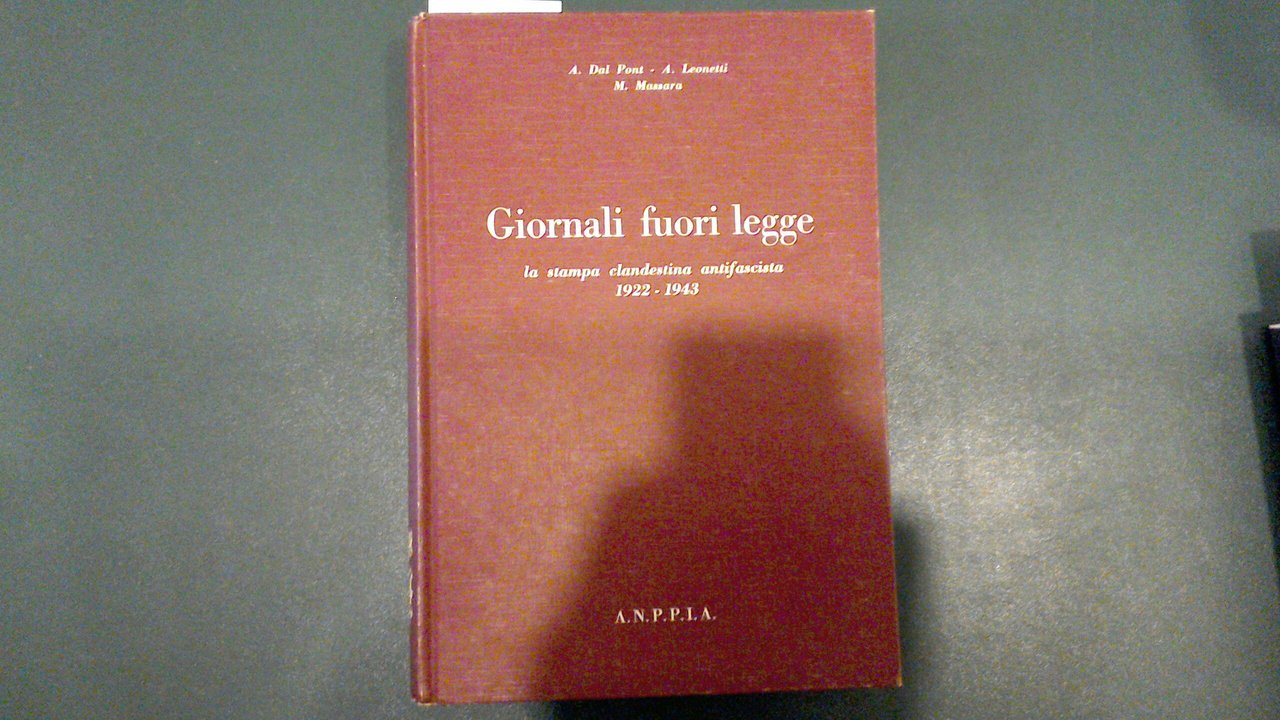 A. Dal Pont - A. Leonetti
M. Massara
Giornali fuori legge
la stampa clandestina antifascista
1922 - 1943
A.N.P.P.I.A.